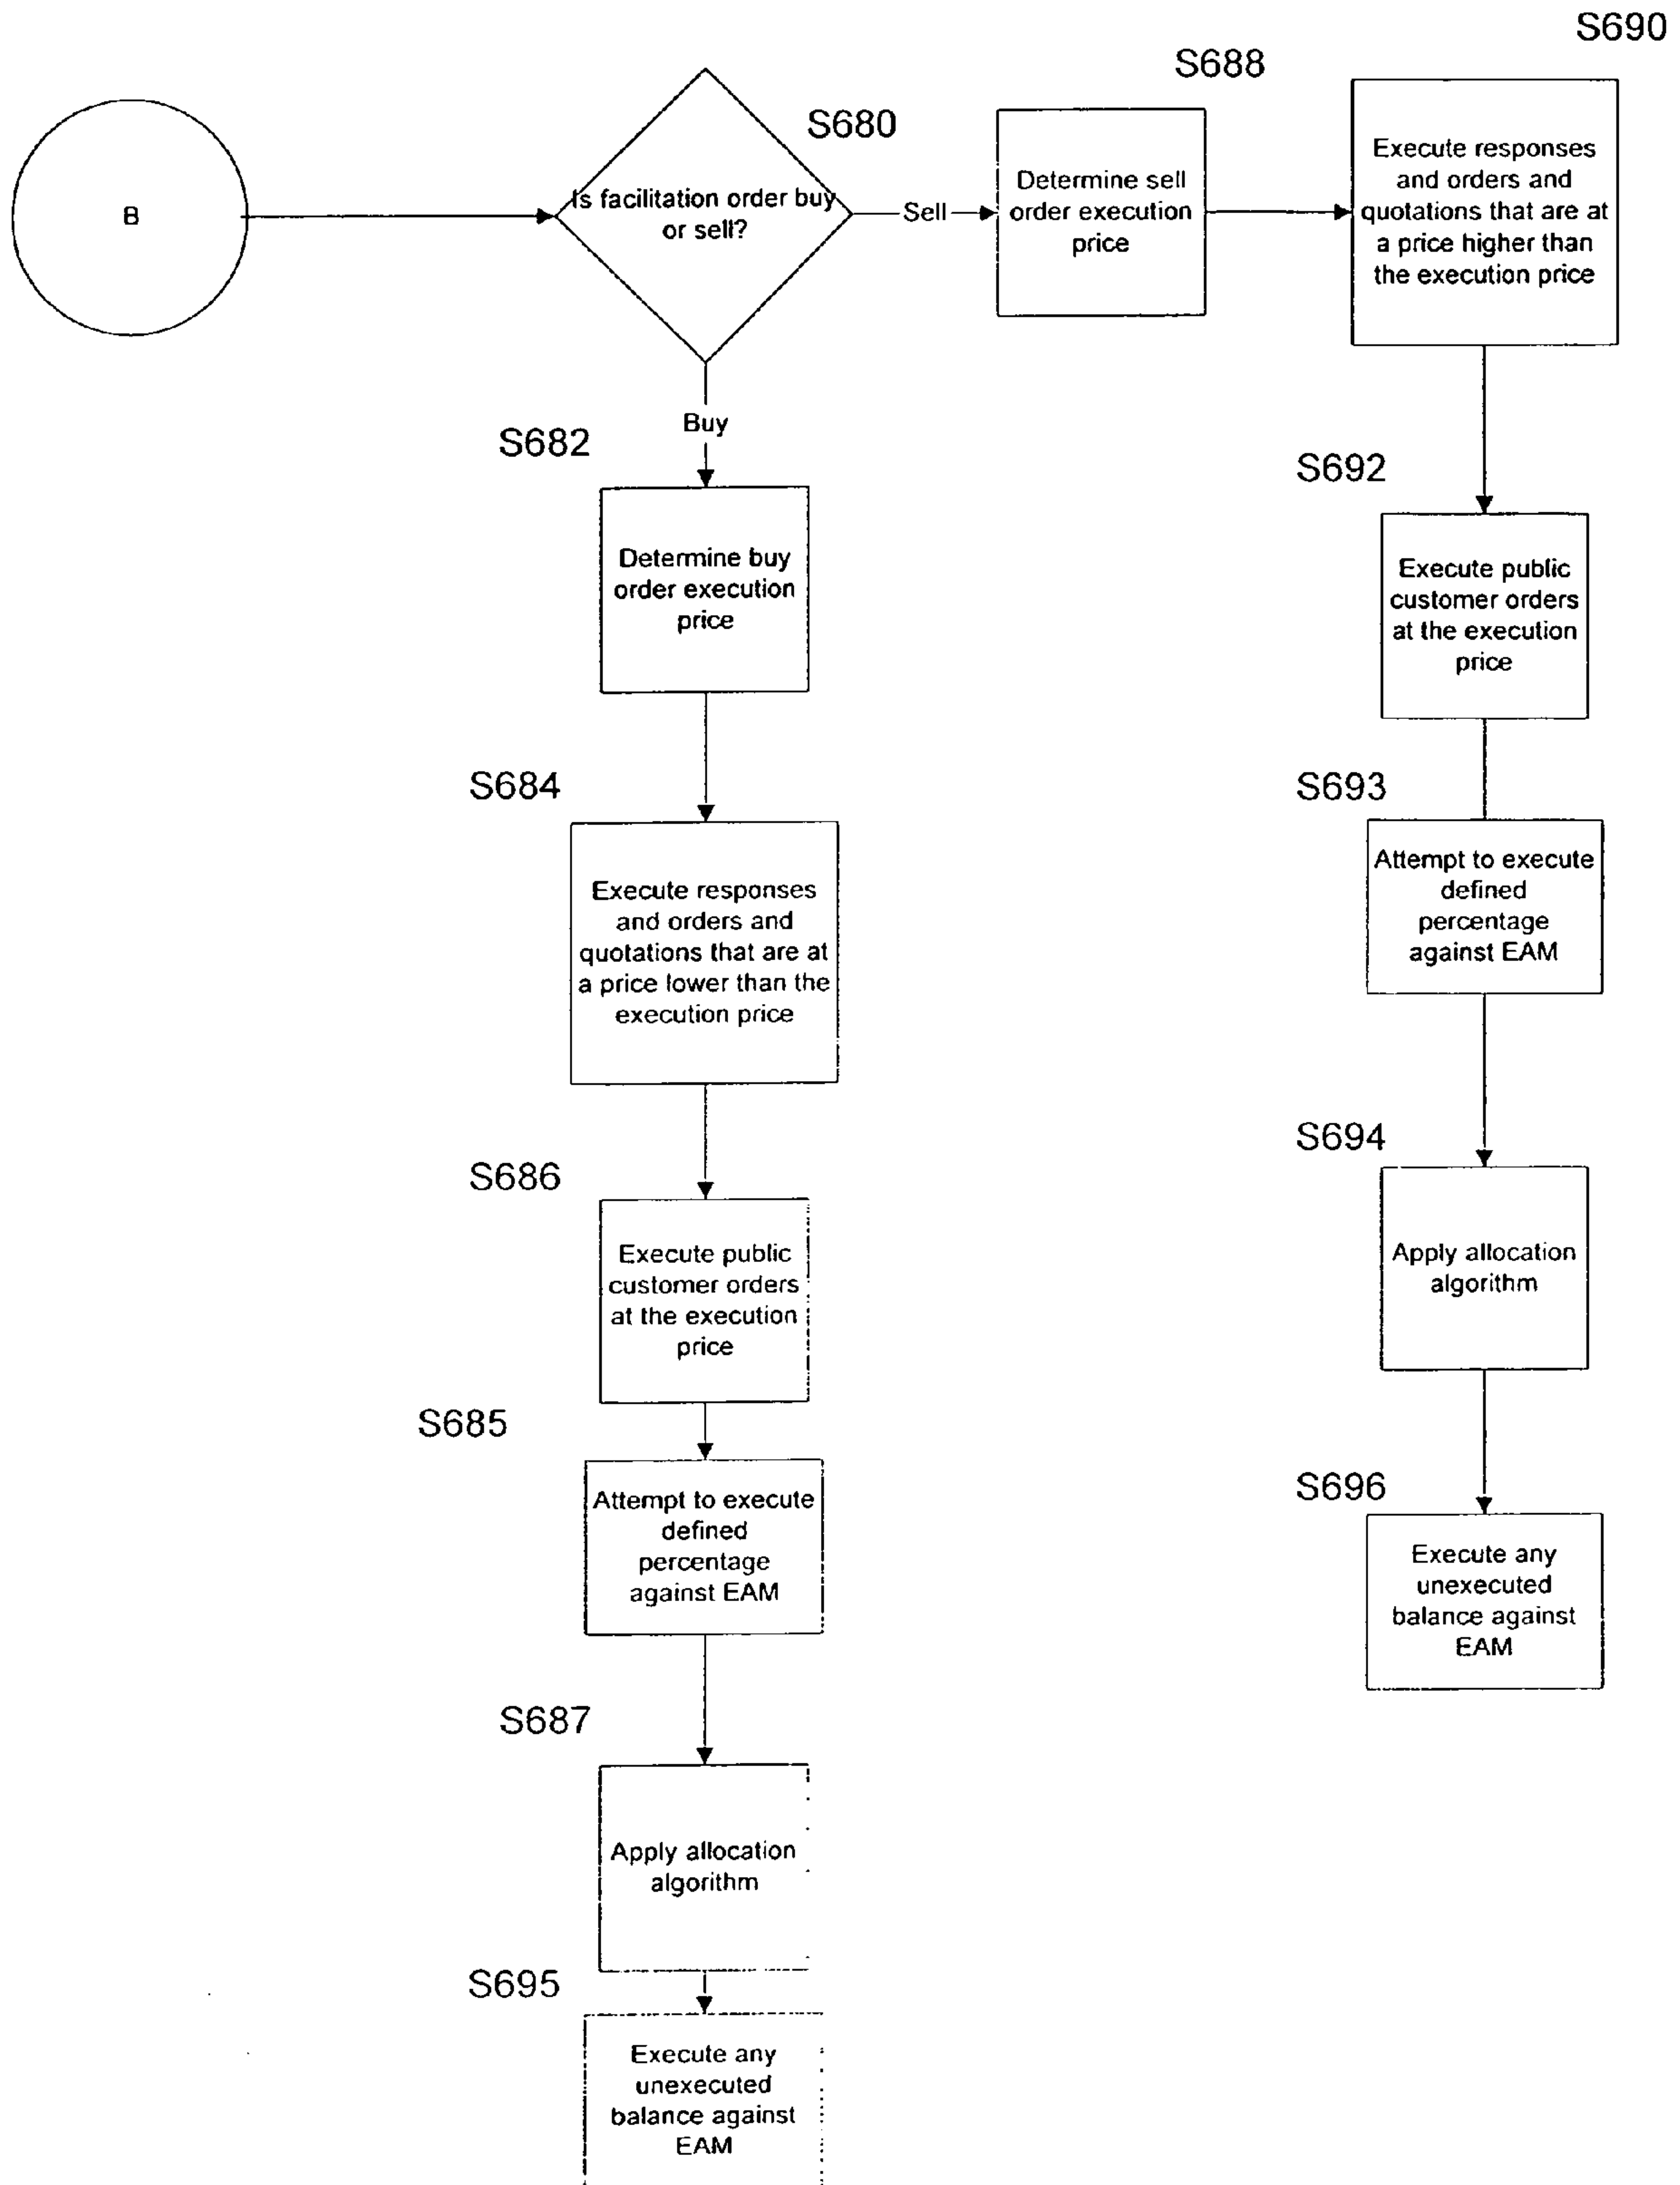 S690
S688
S680
B
Is facilitation order buy
or sell?
Sell
Determine sell
order execution
price
Execute responses
and orders and
quotations that are at
a price higher than
the execution price
Buy
S682
Determine buy
order execution
price
S692
Execute public
customer orders
at the execution
price
S684
Execute responses
and orders and
quotations that are at
a price lower than the
execution price
S693
Attempt to execute
defined
percentage
against EAM
S686
Execute public
customer orders
at the execution
price
S694
Apply allocation
algorithm
S685
Attempt to execute
defined
percentage
against EAM
S696
Execute any
unexecuted
balance against
EAM
S687
Apply allocation
algorithm
S695
Execute any
unexecuted
balance against
EAM